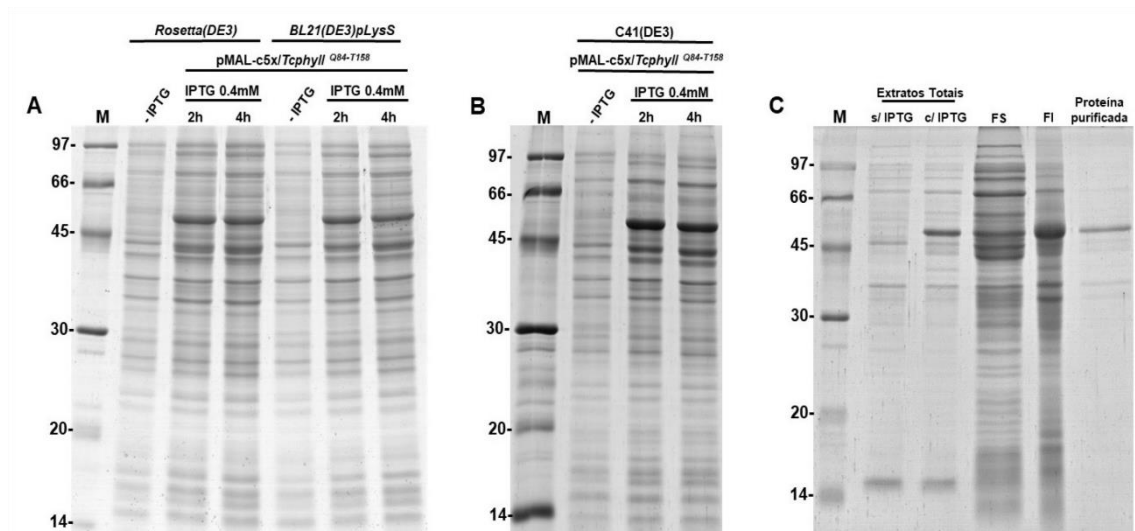 Rosetta(DE3) BL21(DE3)pLysS
pMAL-c5x/Tcphyll Q84-T158
- IPTG IPTG 0.4mM - IPTG IPTG 0.4mM
A M 2h 4h 2h 4h
97-
66-
45-
30-
20-
14-
C41(DE3)
pMAL-c5x/Tcphyll Q84-T158
- IPTG IPTG 0.4mM
B M 2h 4h
97-
66-
45-
30-
20-
14-
C Extratos Totais Proteína
M s/ IPTG c/ IPTG FS FI purificada
97-
66-
45-
30-
20-
14-